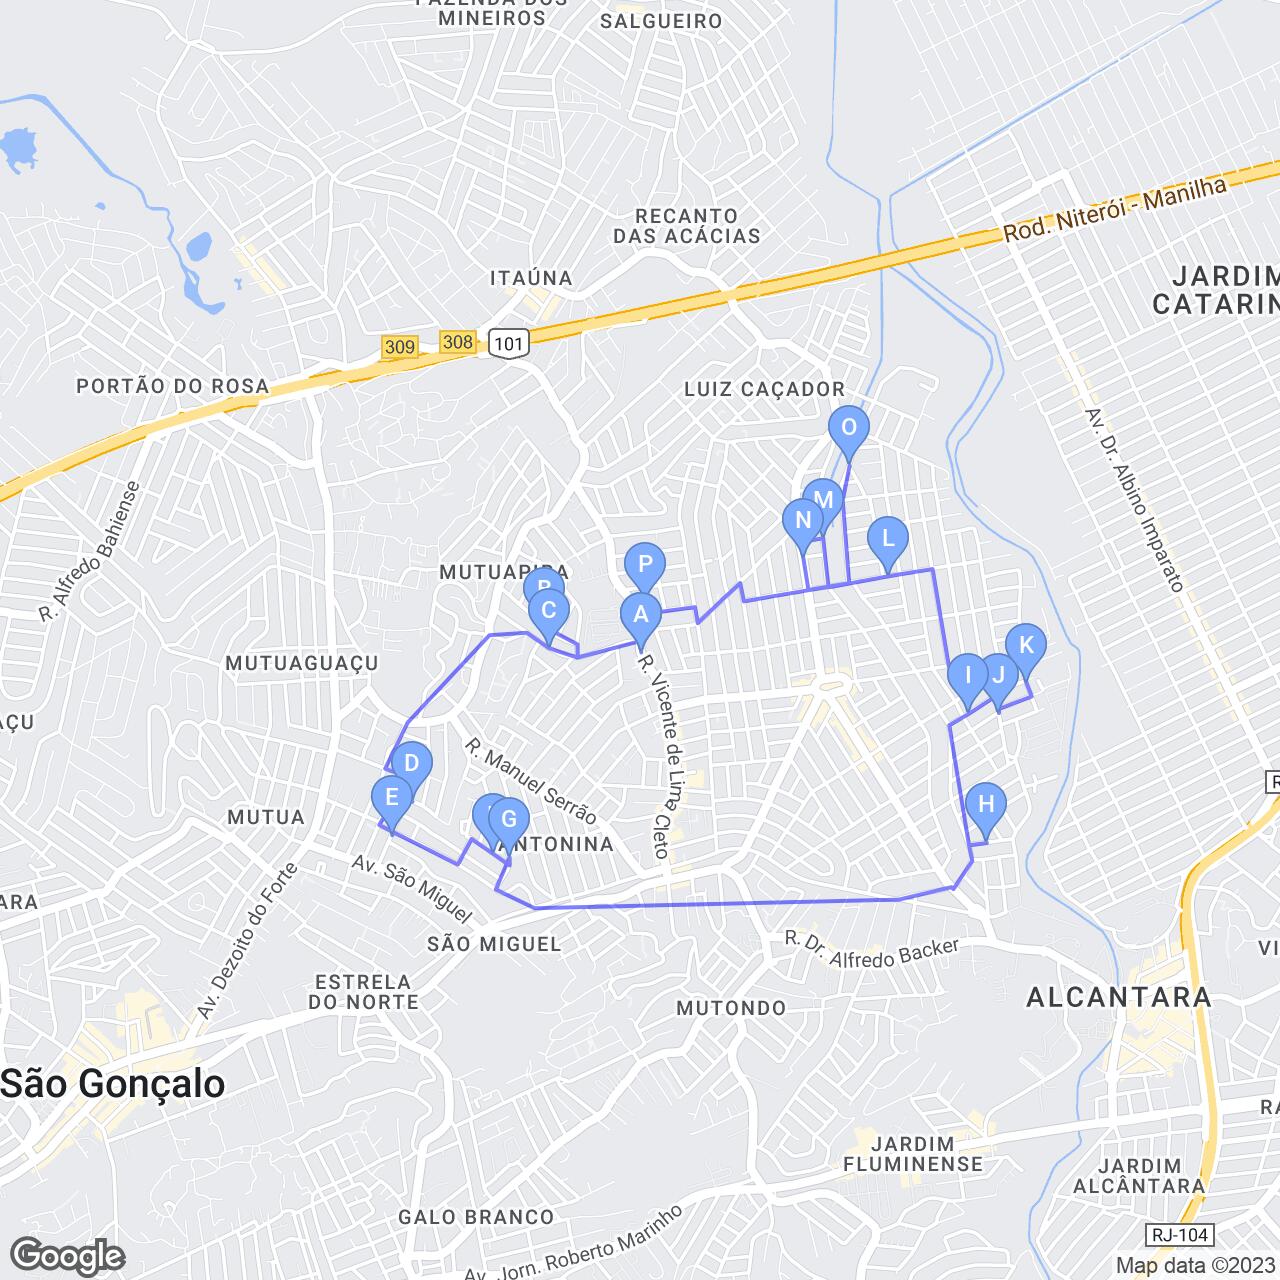 MINEIROS
SALGUEIRO
RECANTO
DAS ACÁCIAS
Rod. Niterói - Manilha
ITAÚNA
JARDIM
CATARIN
309
308
101
PORTÃO DO ROSA
LUIZ CAÇADOR
Av. Dr. Albino Imparato
R. Alfredo Bahiense
O
M
N
L
P
MUTUAPIRA
B
C
A
MUTUAGUAÇU
R. Vicente de Lima Cleto
K
I
J
AÇU
R. Manuel Serrão
D
E
H
R
MUTUA
G
ANTONINA
Av. São Miguel
ARA
Av. Dezoito do Forte
SÃO MIGUEL
R. Dr. Alfredo Backer
VI
ESTRELA
DO NORTE
MUTONDO
ALCANTARA
São Gonçalo
RA
JARDIM
FLUMINENSE
JARDIM
ALCÂNTARA
GALO BRANCO
Av. Jorn. Roberto Marinho
RJ-104
Google
Map data ©2023